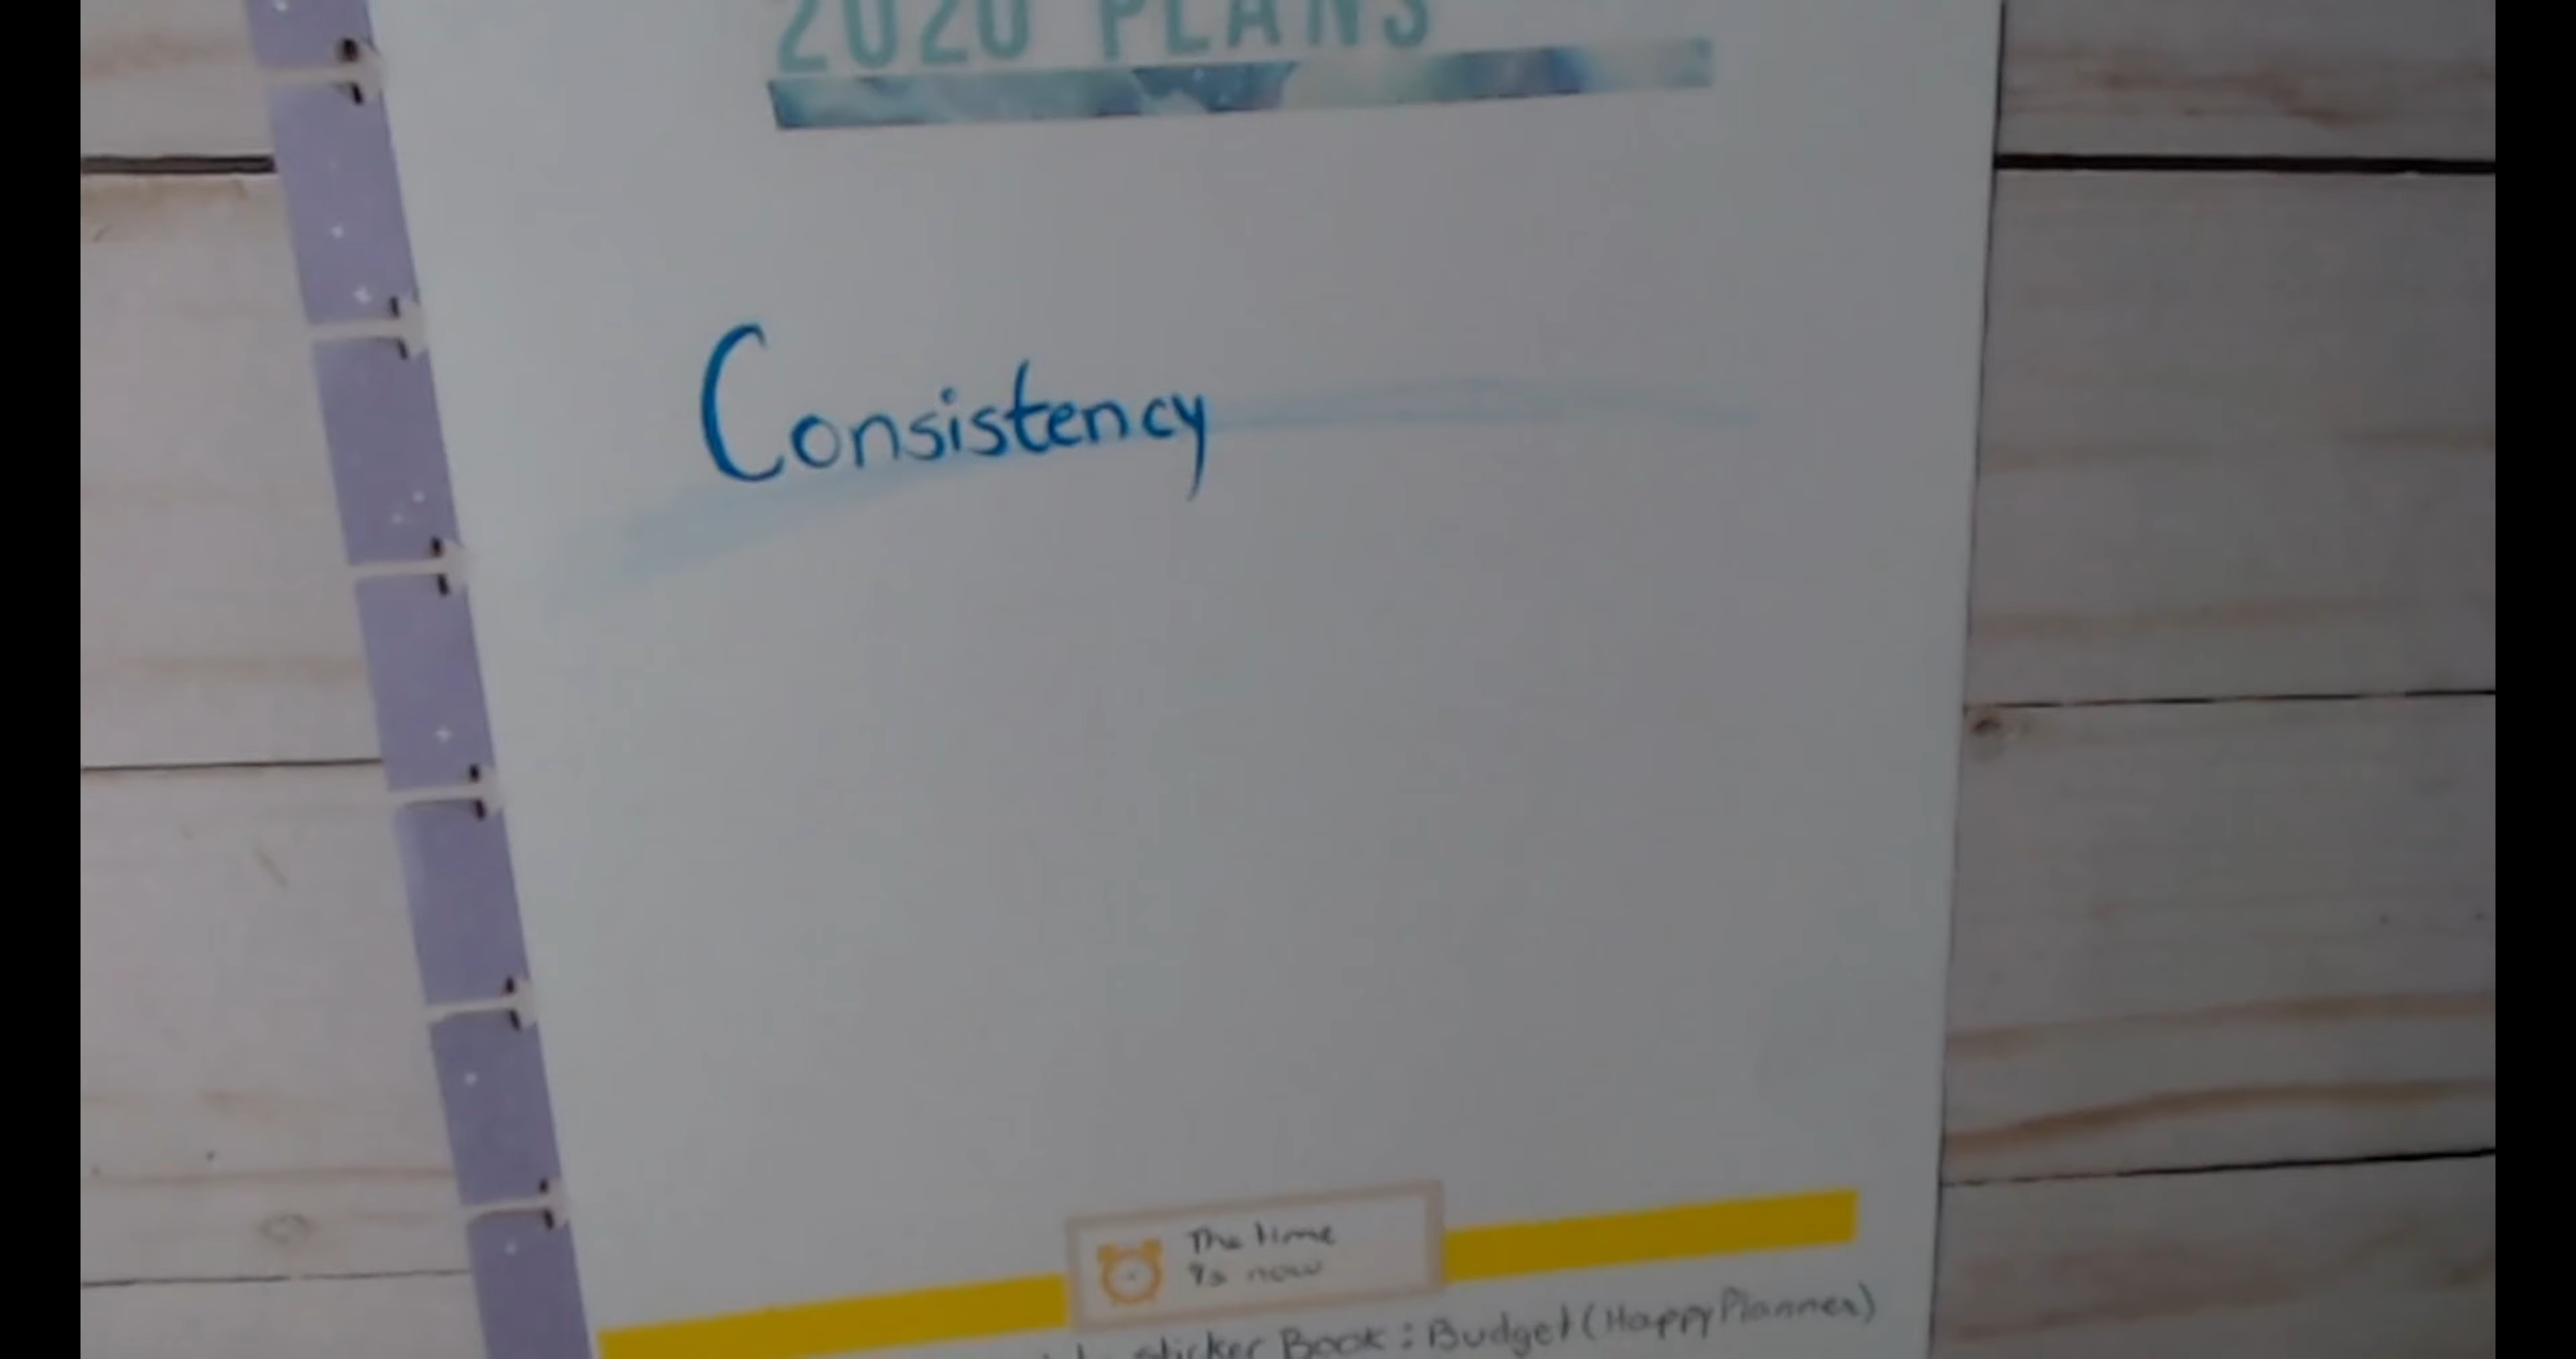 2020 PLANS
Consistency
The time
is now
sticker Book : Budget (Happy Planner)